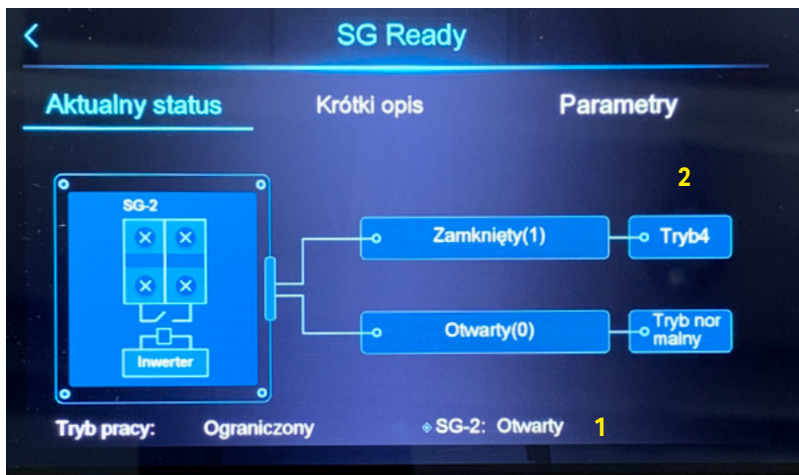 SG Ready
Aktualny status Krótki opis Parametry
2
SG-2
Zamknięty(1) Tryb4
Otwarty(0) Tryb nor
malny
Inwerter
Tryb pracy: Ograniczony SG-2: Otwarty 1